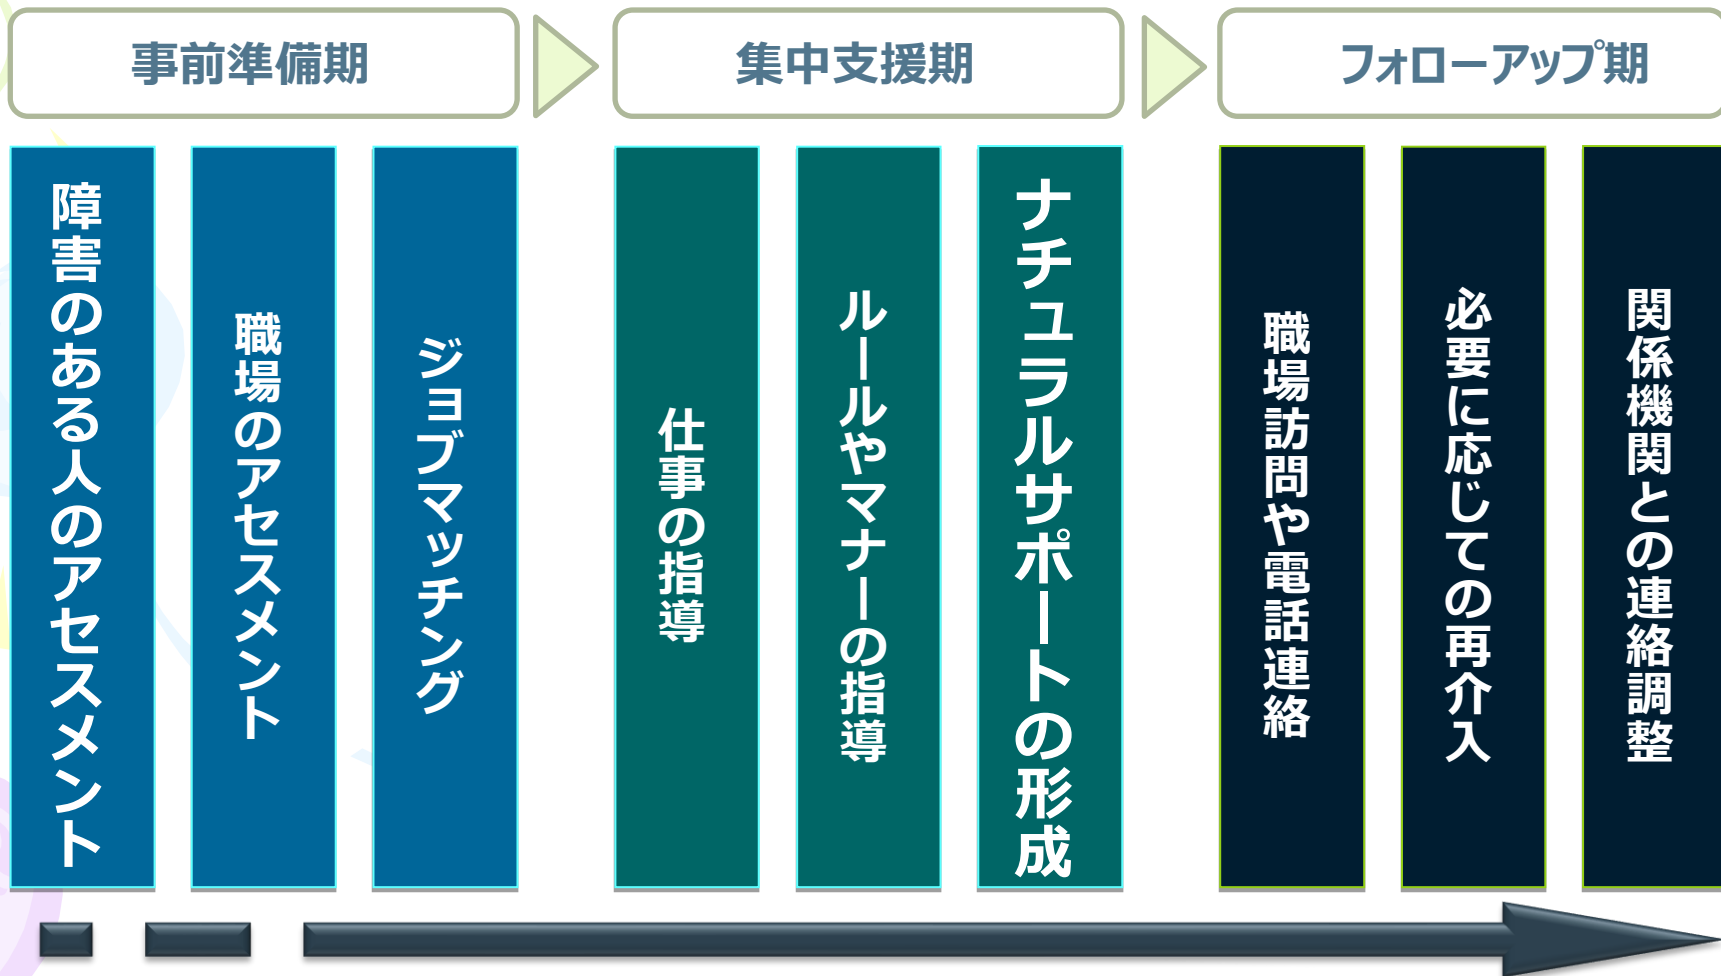 事前準備期
集中支援期
フォローアップ期
障害のある人のアセスメント
職場のアセスメント
ジョブマッチング
仕事の指導
ルールやマナーの指導
ナチュラルサポートの形成
職場訪問や電話連絡
必要に応じての再介入
関係機関との連絡調整